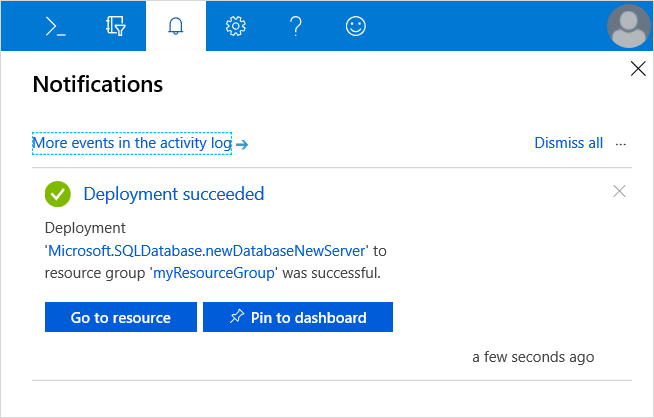 Notifications
More events in the activity log →
Dismiss all ...
Deployment succeeded
Deployment
'Microsoft.SQLDatabase.newDatabaseNewServer' to
resource group 'myResourceGroup' was successful.
Go to resource
Pin to dashboard
a few seconds ago